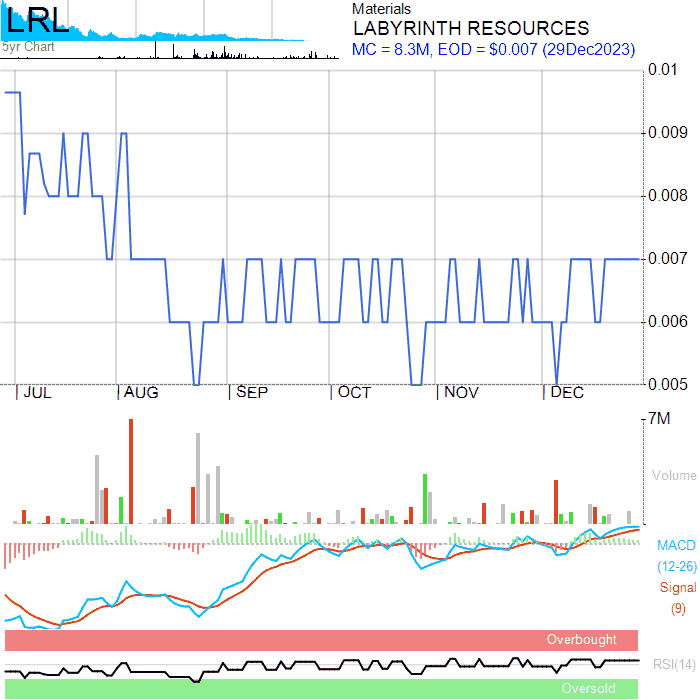 LRL
5yr Chart
Materials
LABYRINTH RESOURCES
MC = 8.3M, EOD = $0.007 (29Dec2023)
0.01
0.009
0.008
0.007
0.006
0.005
JUL AUG SEP OCT NOV DEC
7M
Volume
MACD
(12-26)
Signal
(9)
Overbought
RSI(14)
Oversold